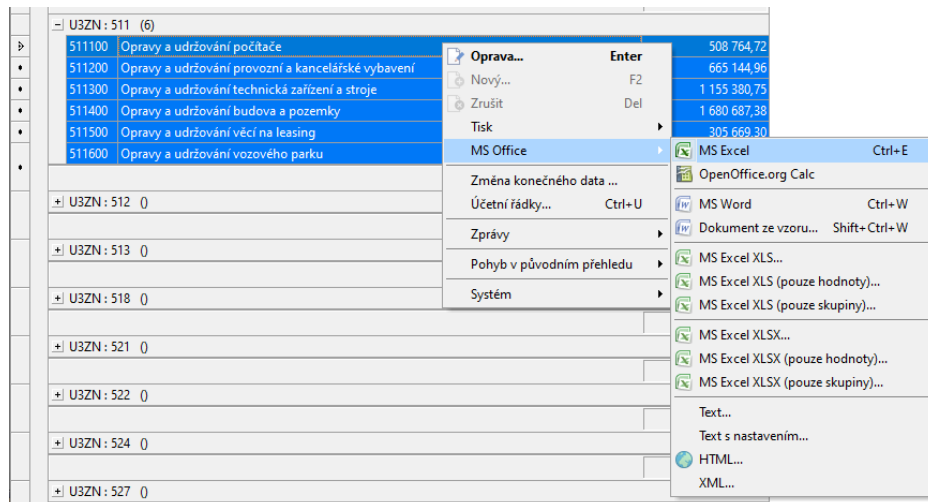 U3ZN : 511 (6)
511100 Opravy a udržování počítače 508 764,72
511200 Opravy a udržování provozní a kancelářské vybavení 665 144,96
511300 Opravy a udržování technická zařízení a stroje 1 155 380,75
511400 Opravy a udržování budova a pozemky 1 680 687,38
511500 Opravy a udržování věcí na leasing 305 669,30
511600 Opravy a udržování vozového parku
U3ZN : 512 ()
U3ZN : 513 ()
U3ZN : 518 ()
U3ZN : 521 ()
U3ZN : 522 ()
U3ZN : 524 ()
U3ZN : 527 ()
Oprava... Enter
Nový... F2
Zrušit Del
Tisk
MS Office
Změna konečného data ...
Účetní řádky... Ctrl+U
Zprávy
Pohyb v původním přehledu
Systém
MS Excel Ctrl+E
OpenOffice.org Calc
MS Word Ctrl+W
Dokument ze vzoru... Shift+Ctrl+W
MS Excel XLS...
MS Excel XLS (pouze hodnoty)...
MS Excel XLS (pouze skupiny)...
MS Excel XLSX...
MS Excel XLSX (pouze hodnoty)...
MS Excel XLSX (pouze skupiny)...
Text...
Text s nastavením...
HTML...
XML...